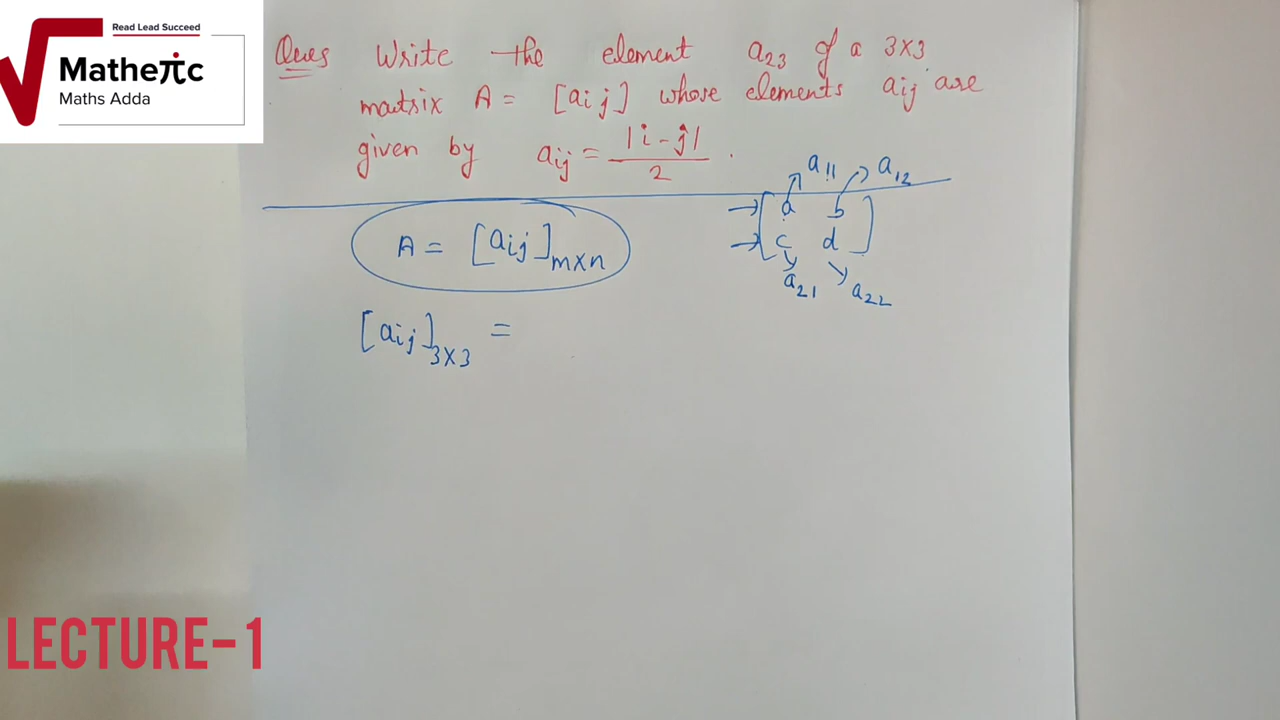 Read Lead Succeed
Matheπc
Maths Adda
Ques Write the element a₂₃ of a 3×3
matrix A = [aij] whose elements aij are
given by aij = |i-j|/2 .
a₁₁ a₁₂
[a b
c d]
a₂₁ a₂₂
A = [aij]m×n
[aij]3×3 =
LECTURE-1